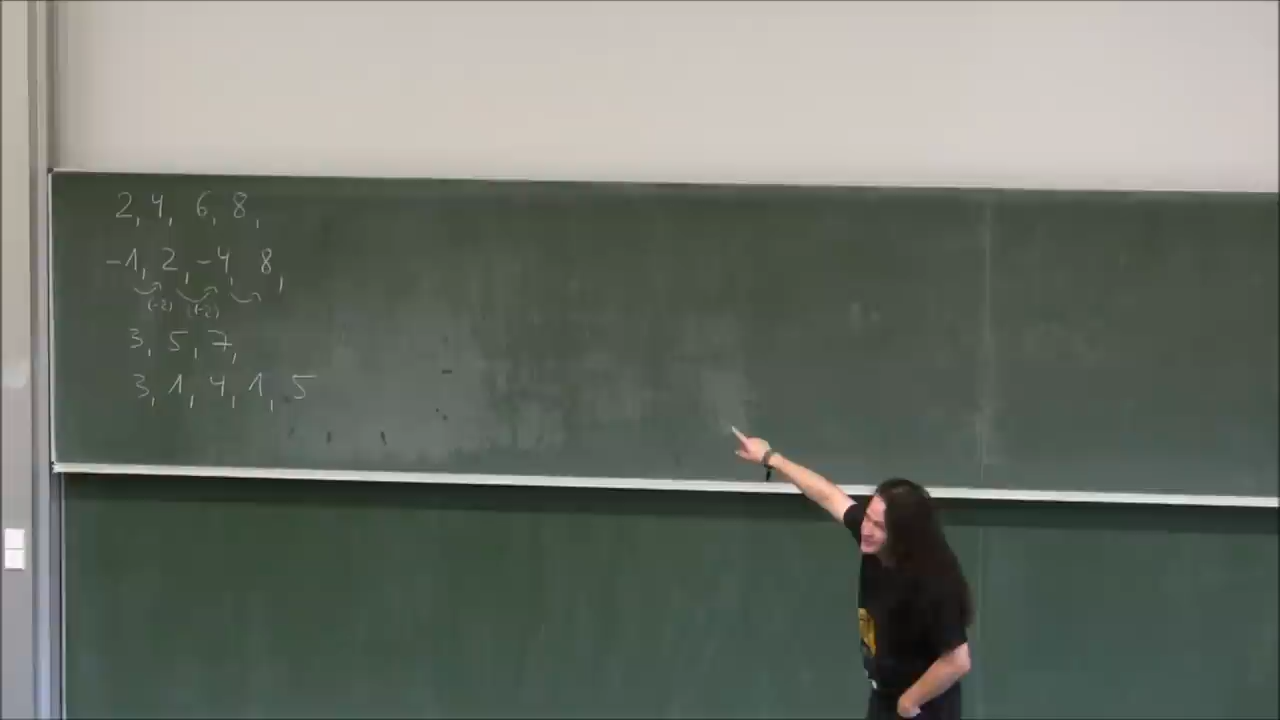 2, 4, 6, 8,
-1, 2, -4, 8,
(-2) (-2)
3, 5, 7,
3, 1, 4, 1, 5